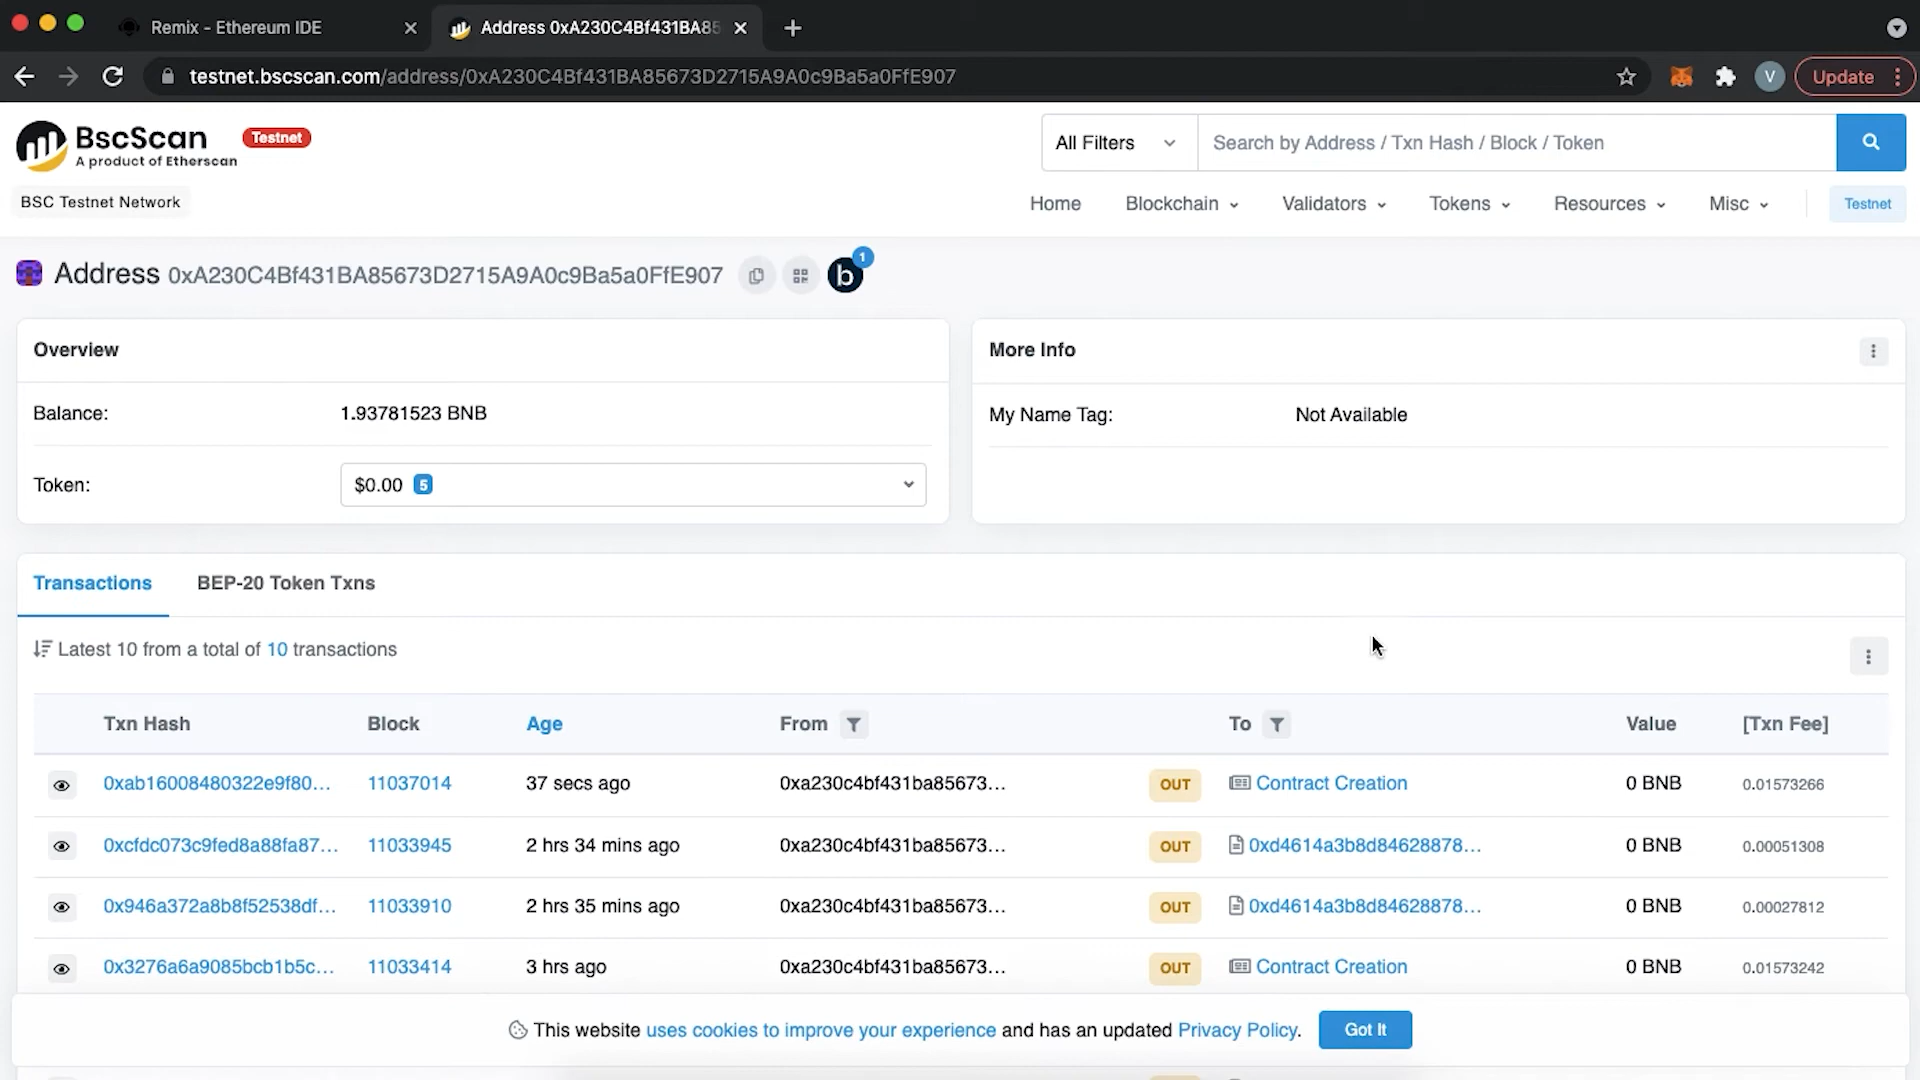 Remix - Ethereum IDE
Address 0xA230C4Bf431BA85
testnet.bscscan.com/address/0xA230C4Bf431BA85673D2715A9A0c9Ba5a0FfE907
V
Update
BscScan
A product of Etherscan
Testnet
All Filters
Search by Address / Txn Hash / Block / Token
BSC Testnet Network
Home
Blockchain
Validators
Tokens
Resources
Misc
Testnet
Address 0xA230C4Bf431BA85673D2715A9A0c9Ba5a0FfE907
b
1
Overview
Balance: 1.93781523 BNB
Token: $0.00 5
More Info
My Name Tag: Not Available
Transactions
BEP-20 Token Txns
Latest 10 from a total of 10 transactions
Txn Hash Block Age From To Value [Txn Fee]
0xab16008480322e9f80... 11037014 37 secs ago 0xa230c4bf431ba85673... OUT Contract Creation 0 BNB 0.01573266
0xcfdc073c9fed8a88fa87... 11033945 2 hrs 34 mins ago 0xa230c4bf431ba85673... OUT 0xd4614a3b8d84628878... 0 BNB 0.00051308
0x946a372a8b8f52538df... 11033910 2 hrs 35 mins ago 0xa230c4bf431ba85673... OUT 0xd4614a3b8d84628878... 0 BNB 0.00027812
0x3276a6a9085bcb1b5c... 11033414 3 hrs ago 0xa230c4bf431ba85673... OUT Contract Creation 0 BNB 0.01573242
This website uses cookies to improve your experience and has an updated Privacy Policy. Got It